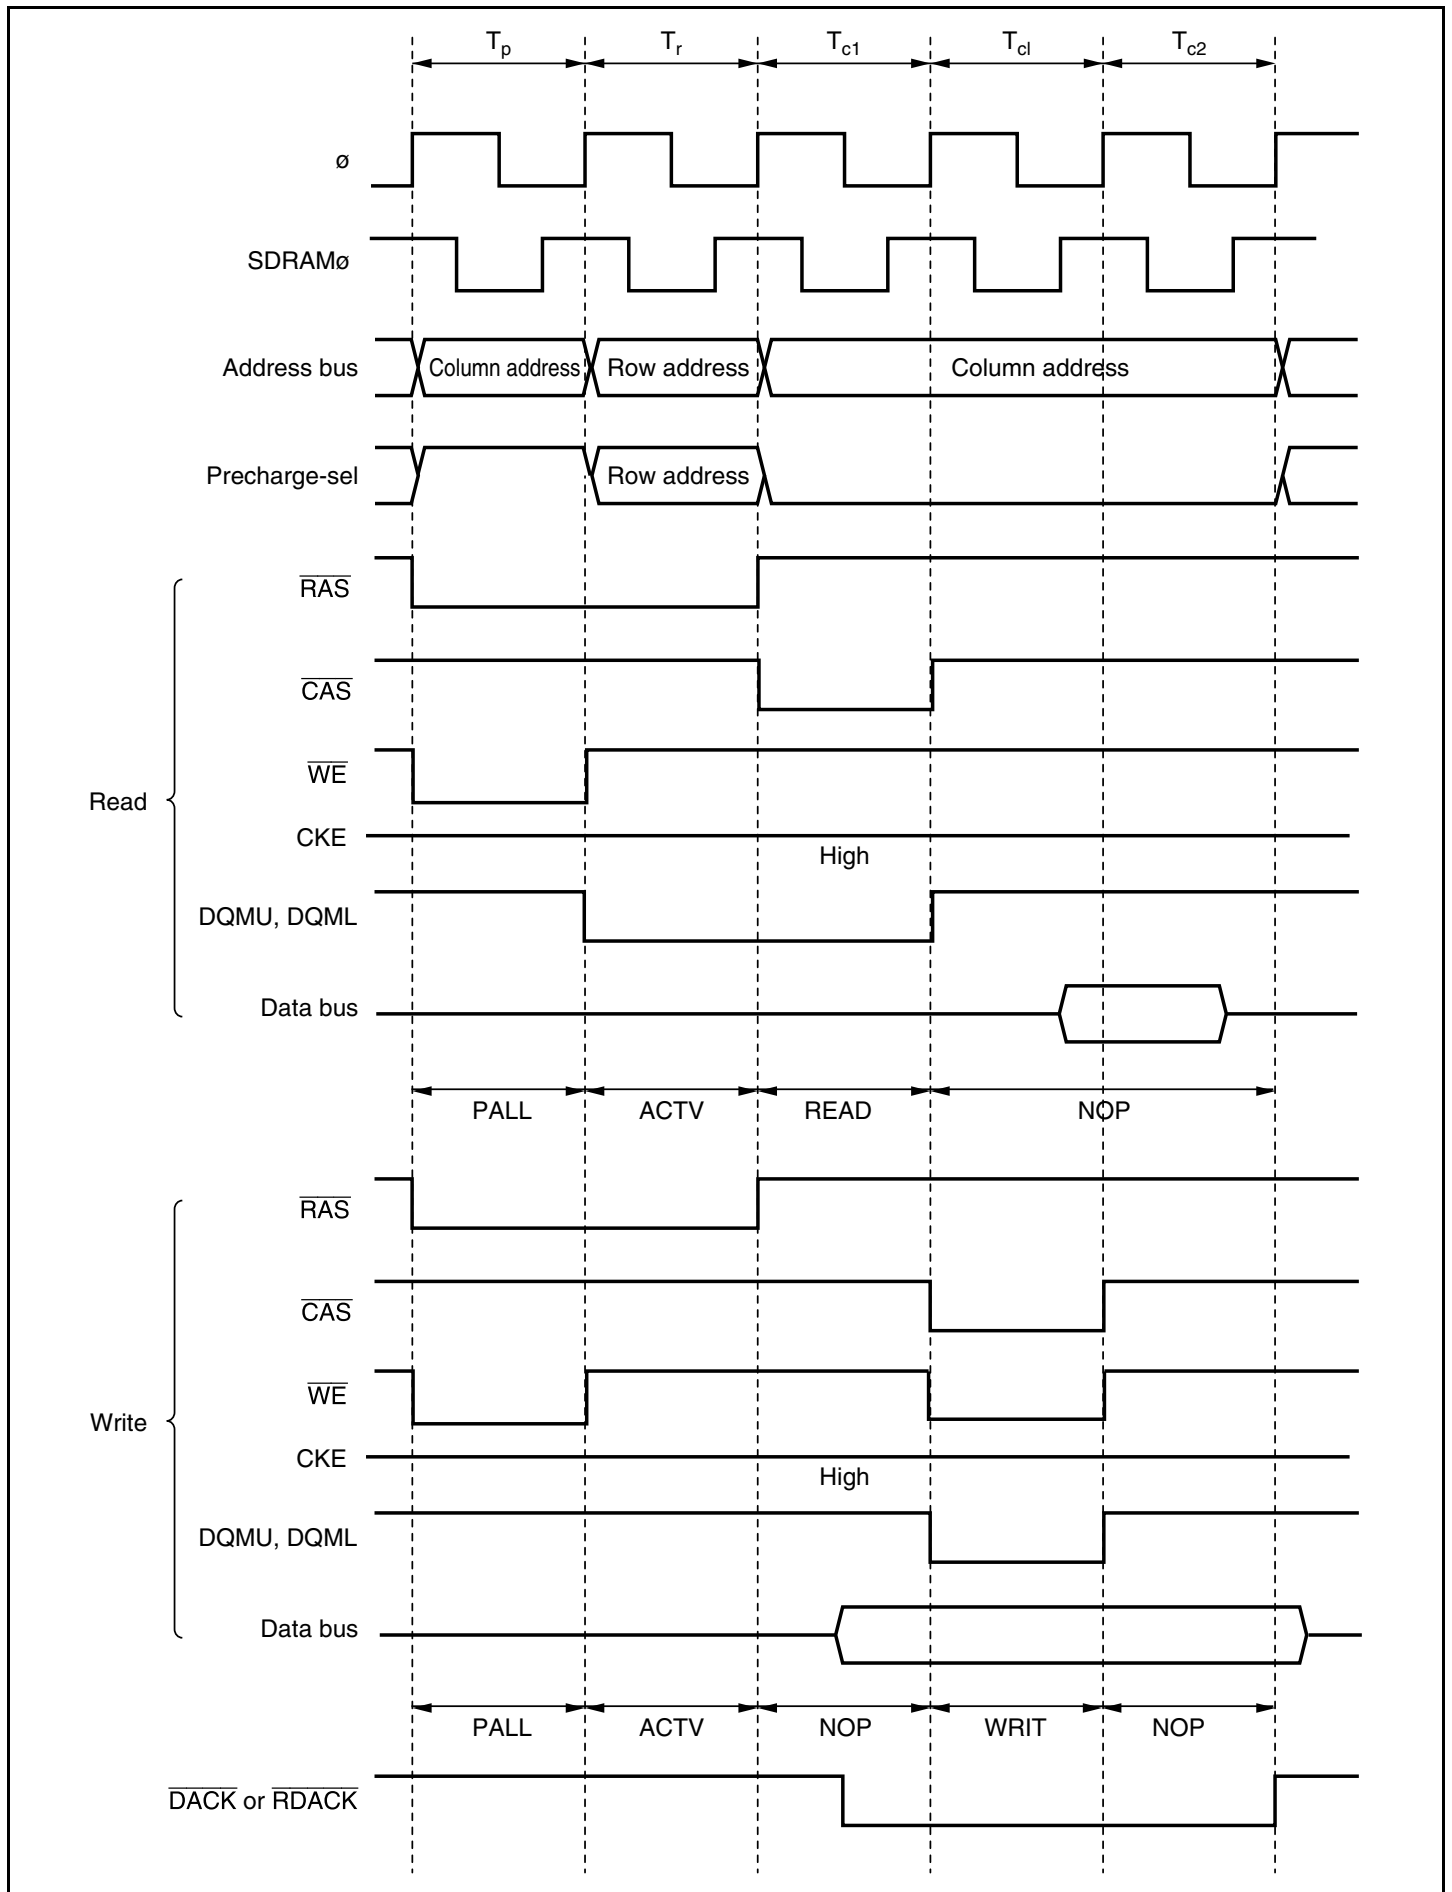 Tp Tr Tc1 Tcl Tc2
ø
SDRAMø
Address bus Column address Row address Column address
Precharge-sel Row address
RAS
CAS
WE
Read
CKE
High
DQMU, DQML
Data bus
PALL ACTV READ NOP
RAS
CAS
WE
Write
CKE
High
DQMU, DQML
Data bus
PALL ACTV NOP WRIT NOP
DACK or RDACK